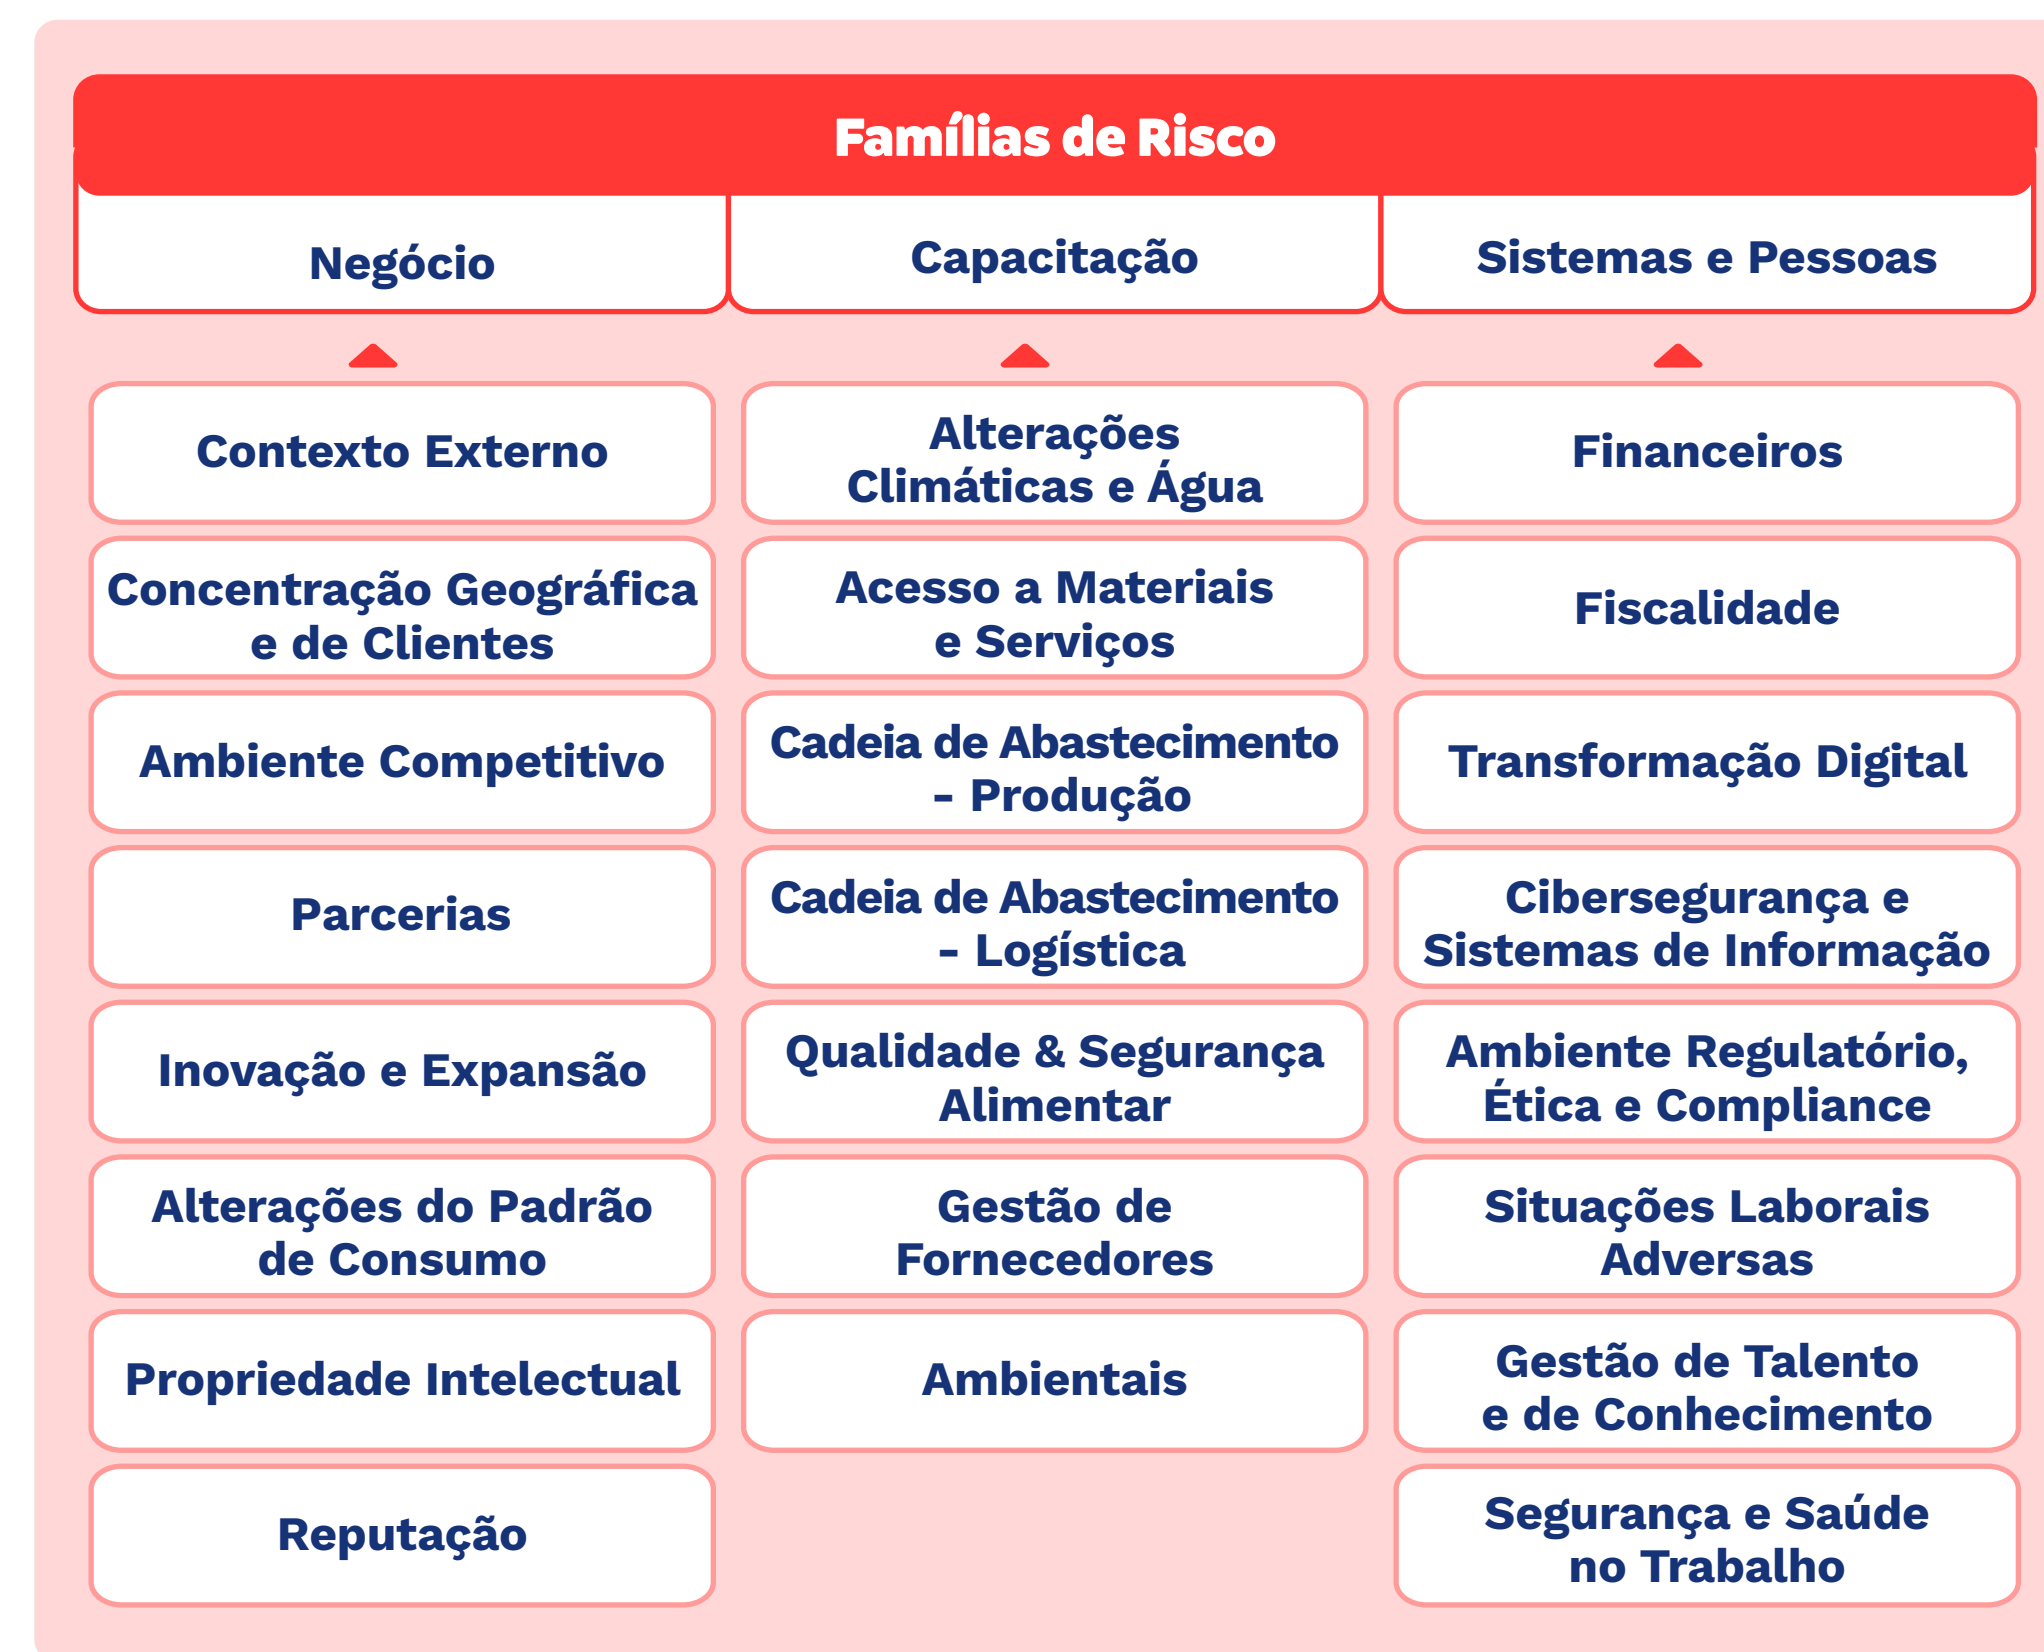 Famílias de Risco
Negócio
Contexto Externo
Concentração Geográfica
e de Clientes
Ambiente Competitivo
Parcerias
Inovação e Expansão
Alterações do Padrão
de Consumo
Propriedade Intelectual
Reputação
Capacitação
Alterações
Climáticas e Água
Acesso a Materiais
e Serviços
Cadeia de Abastecimento
- Produção
Cadeia de Abastecimento
- Logística
Qualidade & Segurança
Alimentar
Gestão de
Fornecedores
Ambientais
Sistemas e Pessoas
Financeiros
Fiscalidade
Transformação Digital
Cibersegurança e
Sistemas de Informação
Ambiente Regulatório,
Ética e Compliance
Situações Laborais
Adversas
Gestão de Talento
e de Conhecimento
Segurança e Saúde
no Trabalho